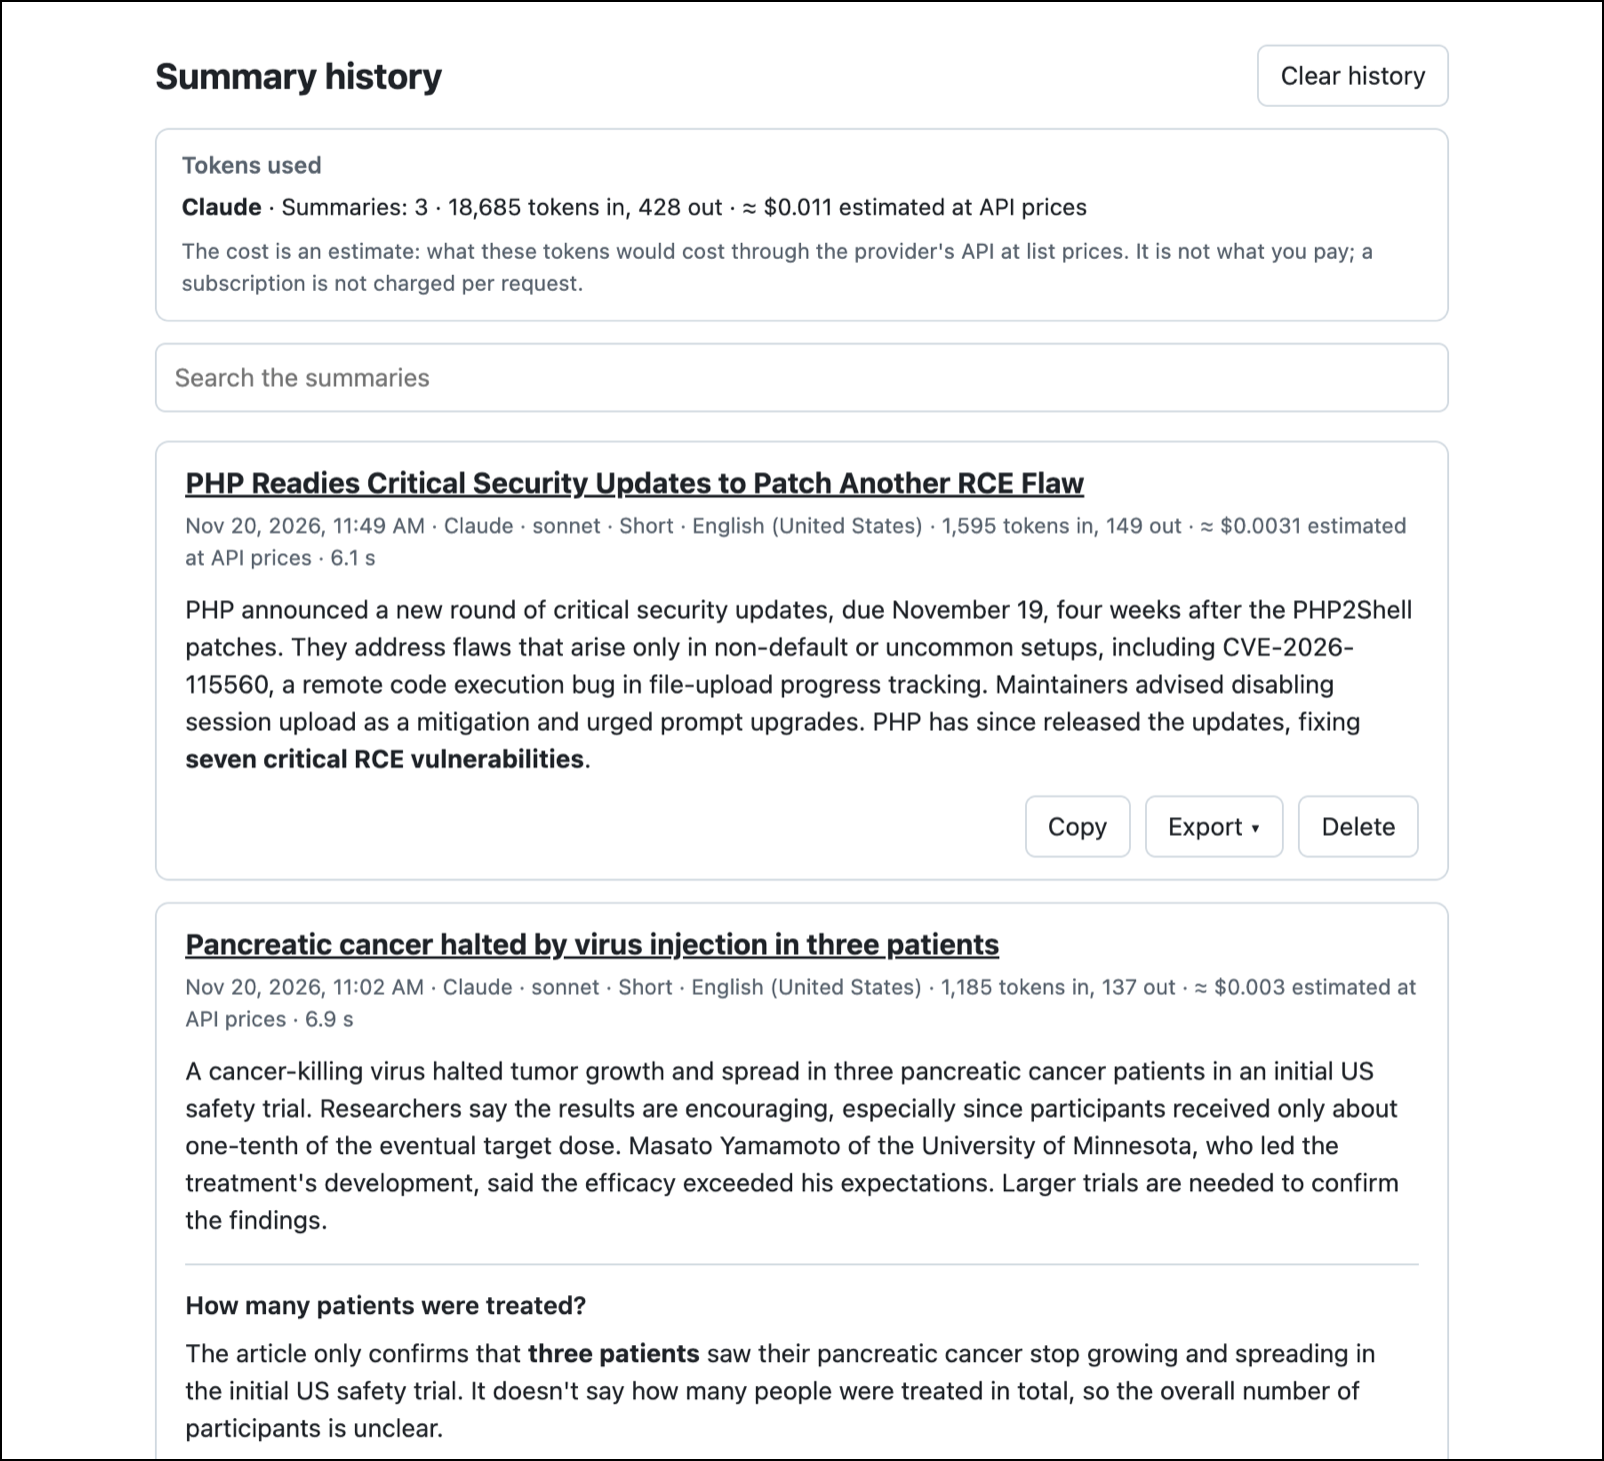 Summary history
Clear history
Tokens used
Claude · Summaries: 3 · 18,685 tokens in, 428 out · ≈ $0.011 estimated at API prices
The cost is an estimate: what these tokens would cost through the provider's API at list prices. It is not what you pay; a
subscription is not charged per request.
Search the summaries
PHP Readies Critical Security Updates to Patch Another RCE Flaw
Nov 20, 2026, 11:49 AM · Claude · sonnet · Short · English (United States) · 1,595 tokens in, 149 out · ≈ $0.0031 estimated
at API prices · 6.1 s
PHP announced a new round of critical security updates, due November 19, four weeks after the PHP2Shell
patches. They address flaws that arise only in non-default or uncommon setups, including CVE-2026-
115560, a remote code execution bug in file-upload progress tracking. Maintainers advised disabling
session upload as a mitigation and urged prompt upgrades. PHP has since released the updates, fixing
seven critical RCE vulnerabilities.
Copy
Export ▾
Delete
Pancreatic cancer halted by virus injection in three patients
Nov 20, 2026, 11:02 AM · Claude · sonnet · Short · English (United States) · 1,185 tokens in, 137 out · ≈ $0.003 estimated at
API prices · 6.9 s
A cancer-killing virus halted tumor growth and spread in three pancreatic cancer patients in an initial US
safety trial. Researchers say the results are encouraging, especially since participants received only about
one-tenth of the eventual target dose. Masato Yamamoto of the University of Minnesota, who led the
treatment's development, said the efficacy exceeded his expectations. Larger trials are needed to confirm
the findings.
How many patients were treated?
The article only confirms that three patients saw their pancreatic cancer stop growing and spreading in
the initial US safety trial. It doesn't say how many people were treated in total, so the overall number of
participants is unclear.